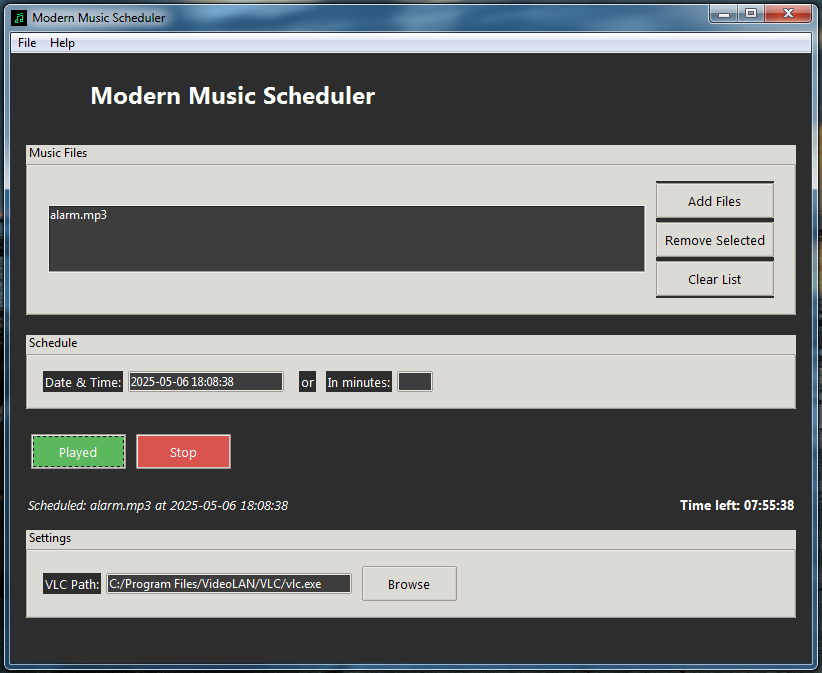 Modern Music Scheduler
File Help
Modern Music Scheduler
Music Files
alarm.mp3
Add Files
Remove Selected
Clear List
Schedule
Date & Time: 2025-05-06 18:08:38 or In minutes:
Played Stop
Scheduled: alarm.mp3 at 2025-05-06 18:08:38 Time left: 07:55:38
Settings
VLC Path: C:/Program Files/VideoLAN/VLC/vlc.exe Browse